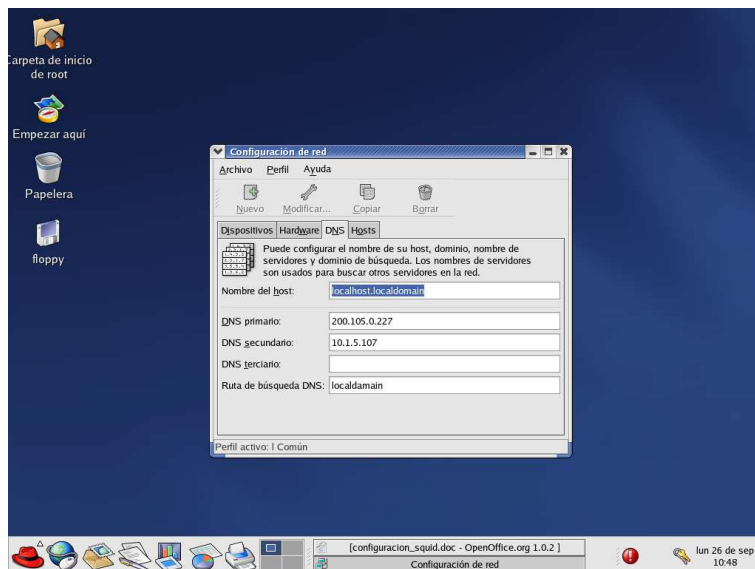 Carpeta de inicio
de root
Empezar aquí
Papelera
floppy
Configuración de red
Archivo Perfil Ayuda
Nuevo Modificar... Copiar Borrar
Dispositivos Hardware DNS Hosts
Puede configurar el nombre de su host, dominio, nombre de
servidores y dominio de búsqueda. Los nombres de servidores
son usados para buscar otros servidores en la red.
Nombre del host: localhost.localdomain
DNS primario: 200.105.0.227
DNS secundario: 10.1.5.107
DNS terciario:
Ruta de búsqueda DNS: localdamain
Perfil activo: l Común
[configuracion_squid.doc - OpenOffice.org 1.0.2 ]
Configuración de red
lun 26 de sep
10:48